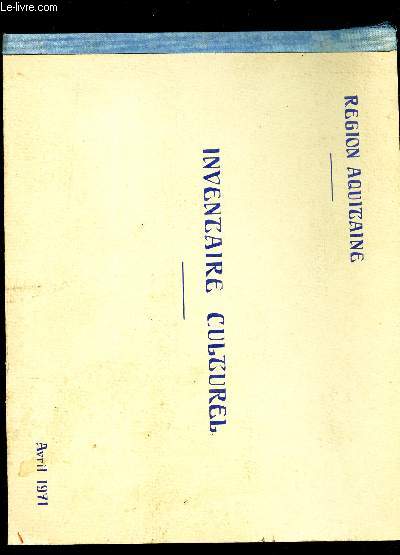 Le-livre.com
REGION AQUITAINE
INVENTAIRE CULTUREL
Avril 1971